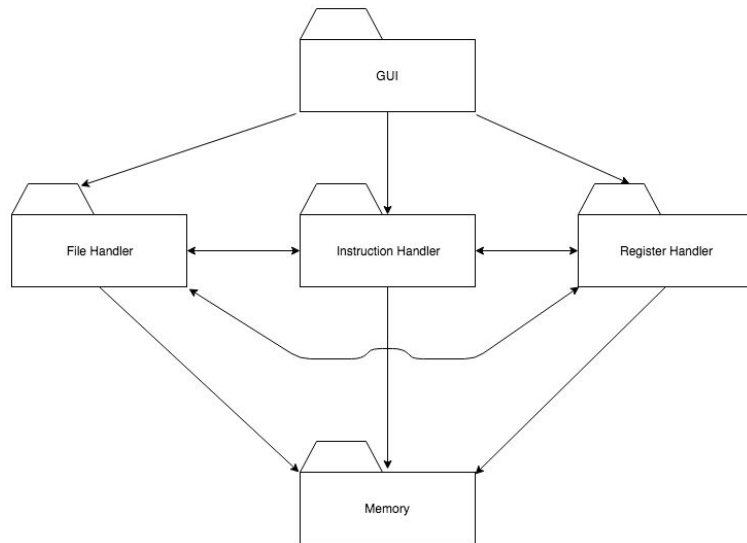 GUI
File Handler
Instruction Handler
Register Handler
Memory